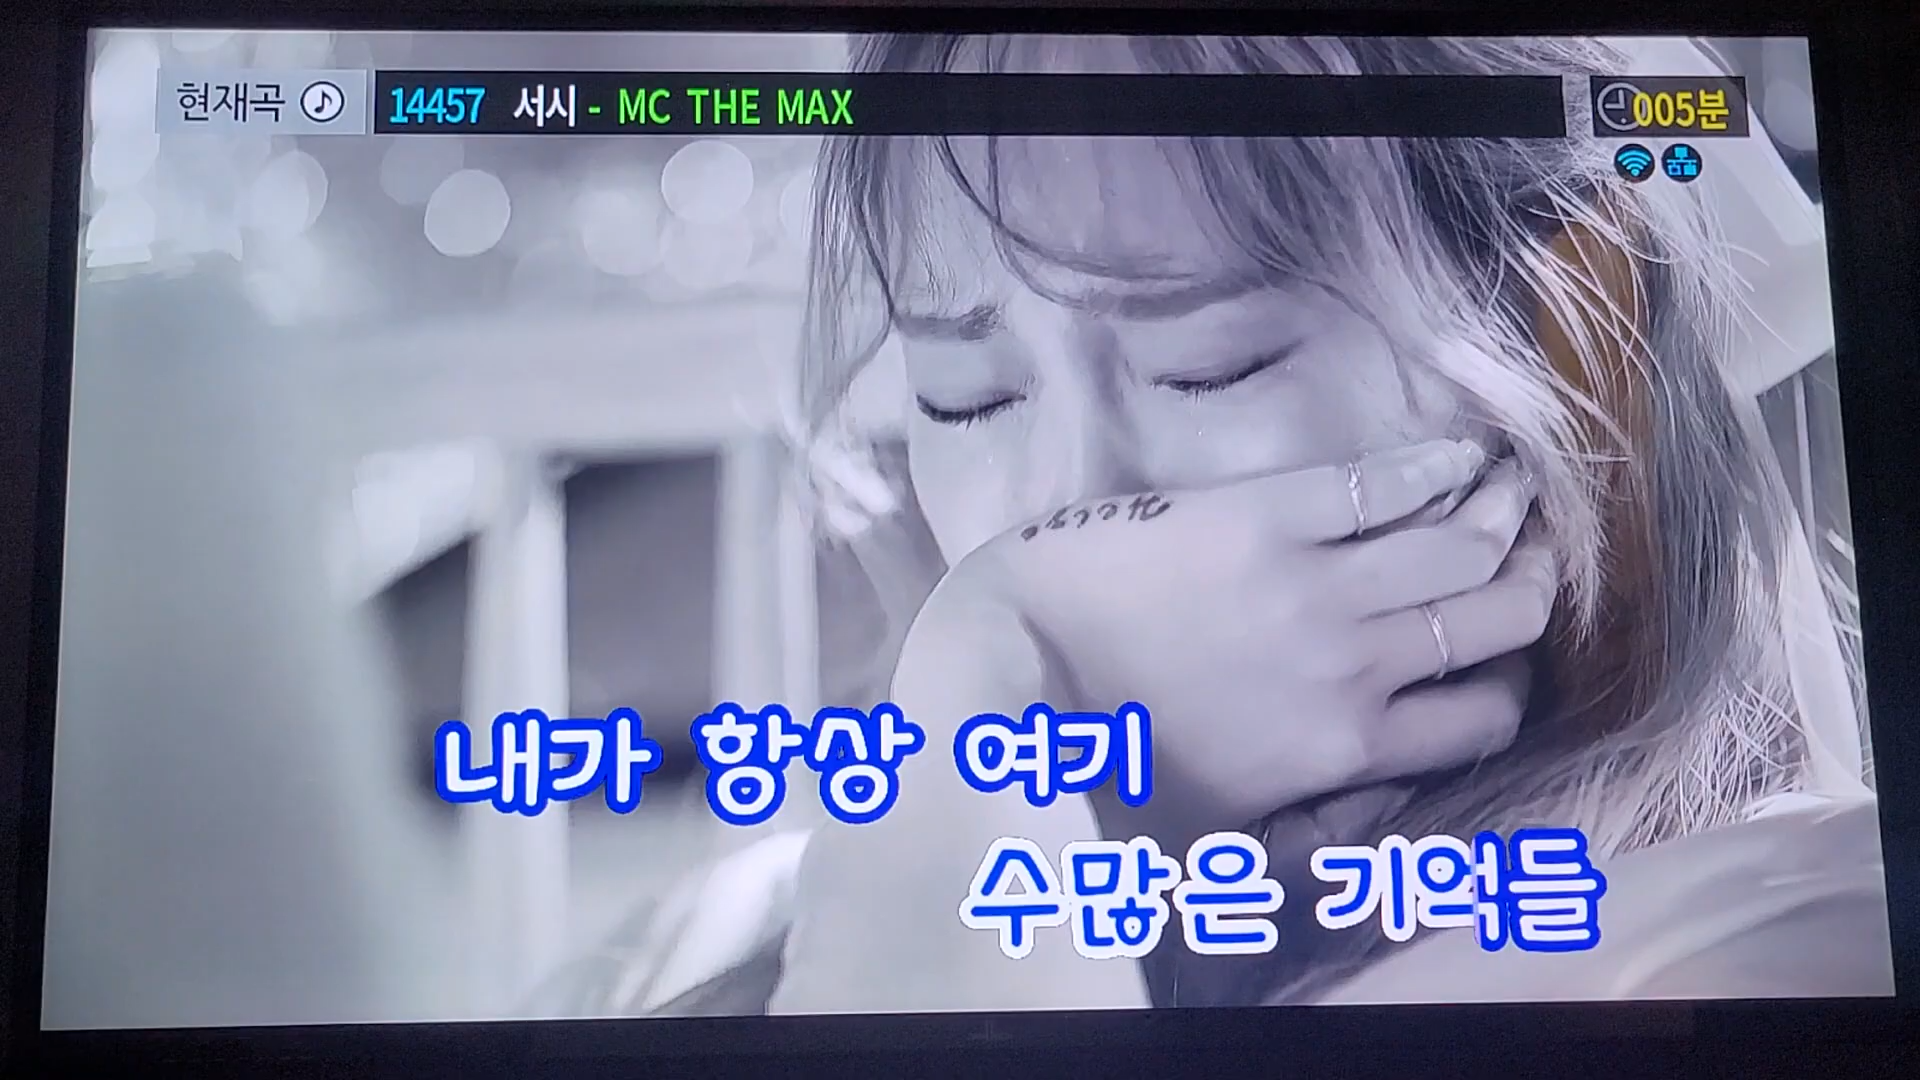 현재곡 14457 서시 - MC THE MAX 005분
내가 항상 여기
수많은 기억들